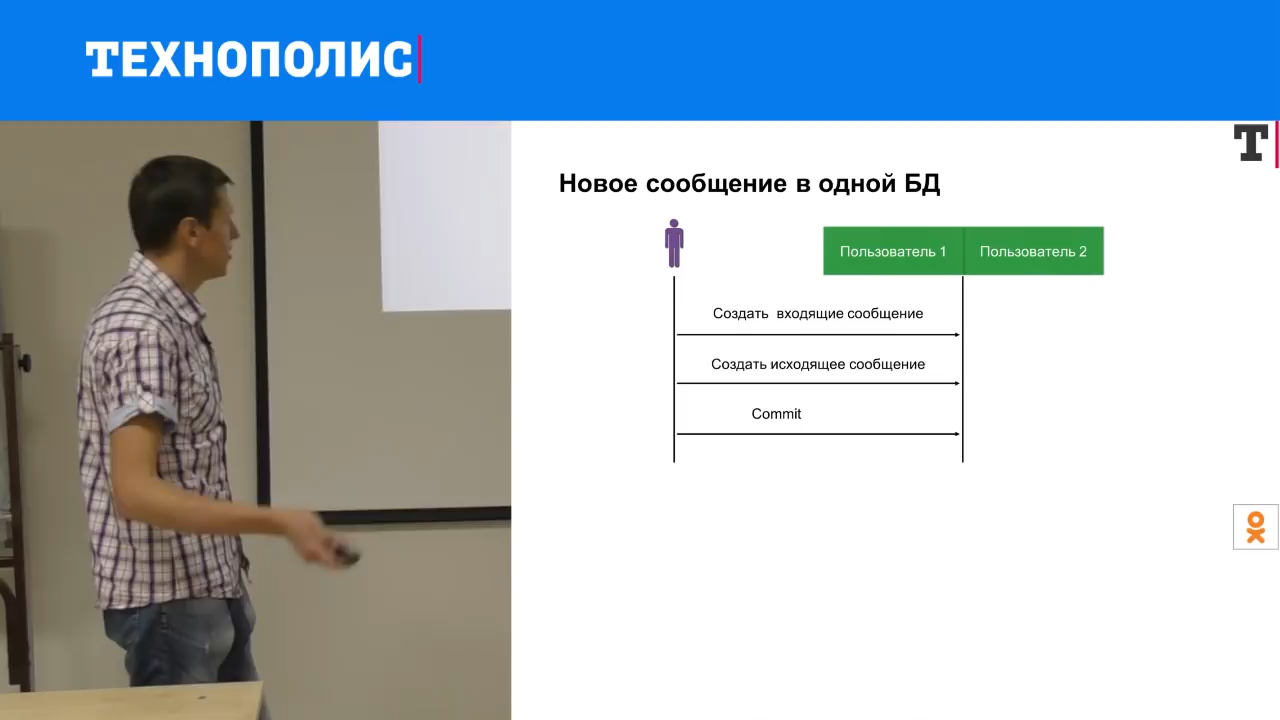 ТЕХНОПОЛИС
Т
Новое сообщение в одной БД
Пользователь 1
Пользователь 2
Создать входящие сообщение
Создать исходящее сообщение
Commit